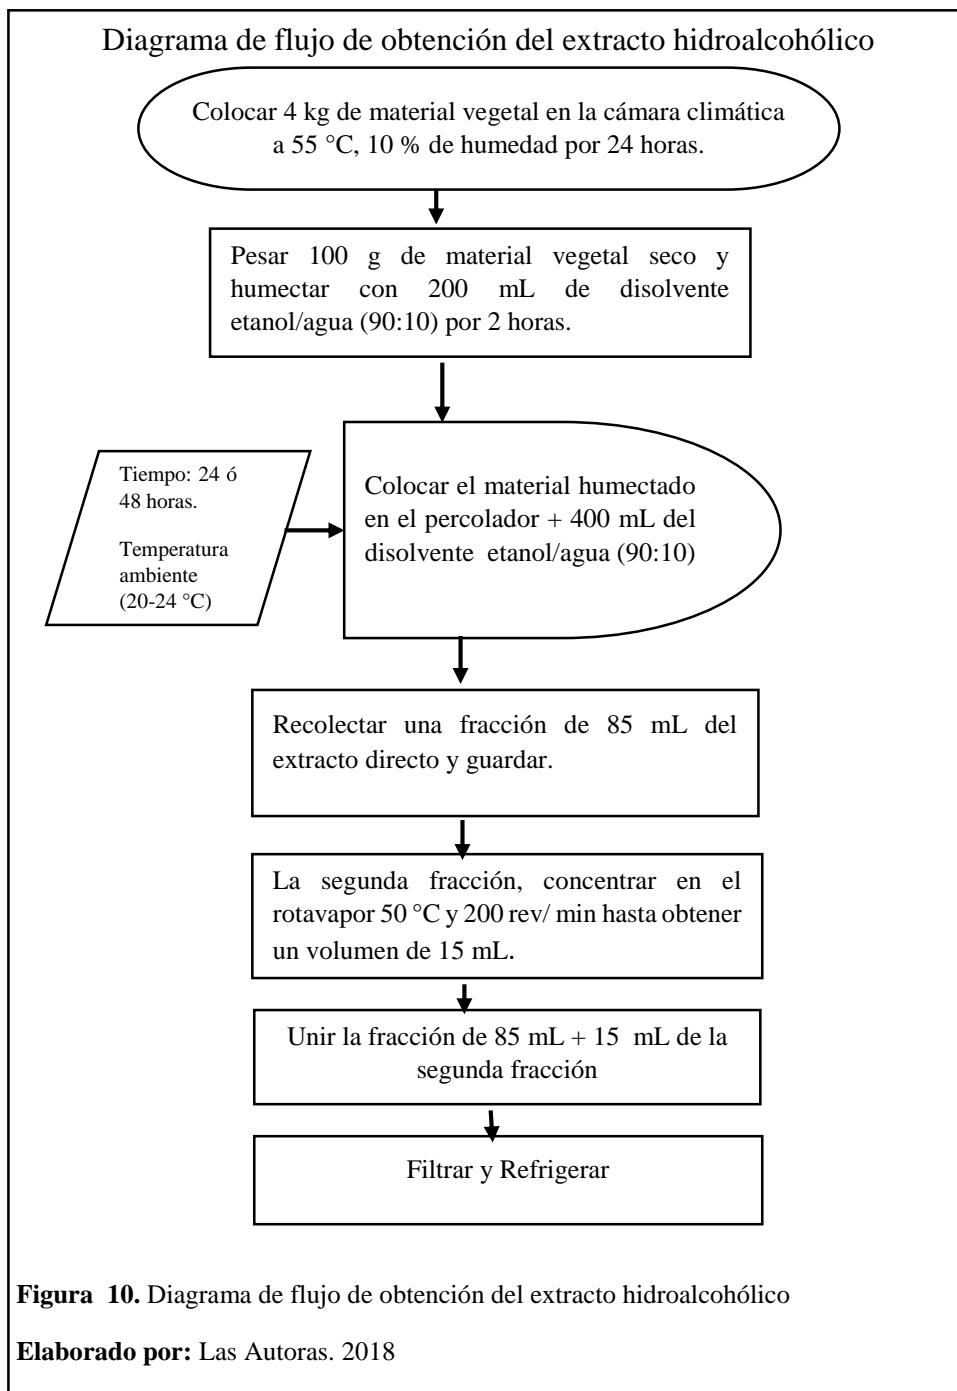 Diagrama de flujo de obtención del extracto hidroalcohólico
Colocar 4 kg de material vegetal en la cámara climática
a 55 °C, 10 % de humedad por 24 horas.
Pesar 100 g de material vegetal seco y
humectar con 200 mL de disolvente
etanol/agua (90:10) por 2 horas.
Tiempo: 24 ó
48 horas.
Temperatura
ambiente
(20-24 °C)
Colocar el material humectado
en el percolador + 400 mL del
disolvente etanol/agua (90:10)
Recolectar una fracción de 85 mL del
extracto directo y guardar.
La segunda fracción, concentrar en el
rotavapor 50 °C y 200 rev/ min hasta obtener
un volumen de 15 mL.
Unir la fracción de 85 mL + 15 mL de la
segunda fracción
Filtrar y Refrigerar
Figura 10. Diagrama de flujo de obtención del extracto hidroalcohólico
Elaborado por: Las Autoras. 2018